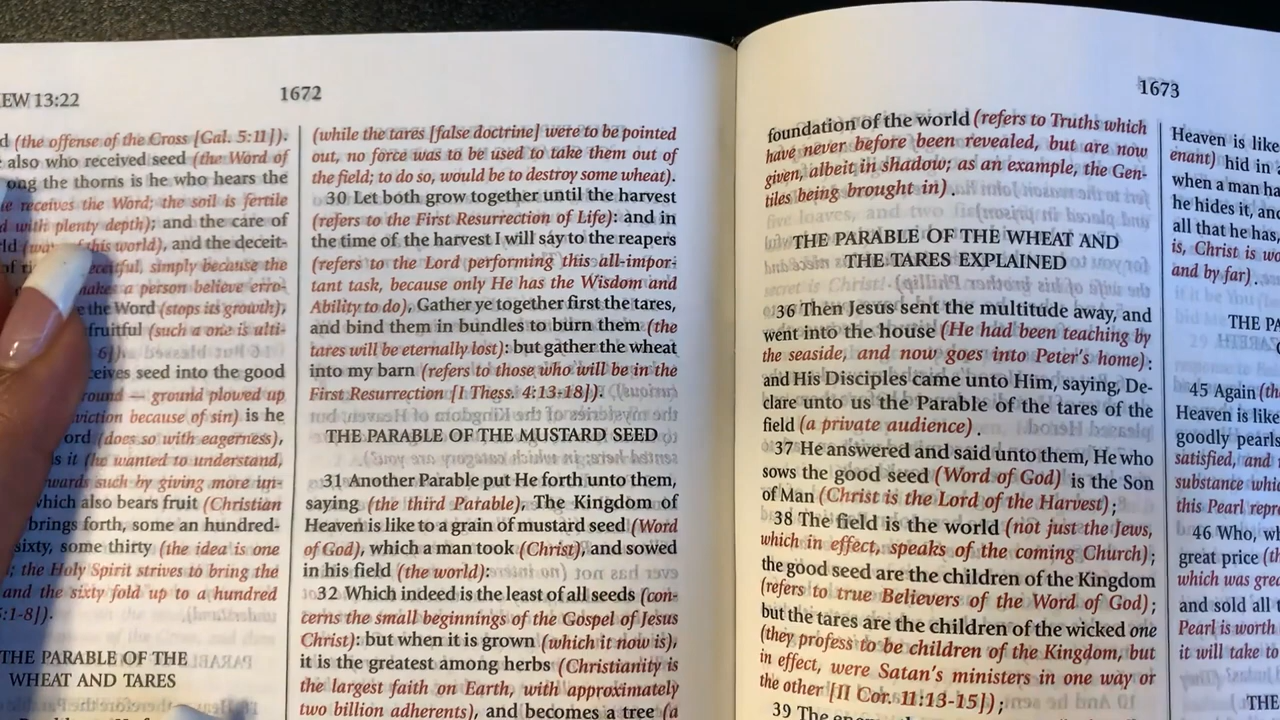 EW 13:22
1672
d (the offense of the Cross [Gal. 5:11]).
also who received seed (the Word of
ong the thorns is he who hears the
receives the Word; the soil is fertile
with plenty depth); and the care of
this world), and the deceit-
simply because the
makes a person believe erro-
the Word (stops its growth),
fruitful (such a one is ulti-
6]).
ceives seed into the good
round — ground plowed up
viction because of sin) is he
ord (does so with eagerness),
is it (he wanted to understand,
wards such by giving more un-
which also bears fruit (Christian
brings forth, some an hundred-
sixty, some thirty (the idea is one
; the Holy Spirit strives to bring the
and the sixty fold up to a hundred
5:1-8]).
THE PARABLE OF THE
WHEAT AND TARES
(while the tares [false doctrine] were to be pointed
out, no force was to be used to take them out of
the field; to do so, would be to destroy some wheat).
30 Let both grow together until the harvest
(refers to the First Resurrection of Life): and in
the time of the harvest I will say to the reapers
(refers to the Lord performing this all-impor-
tant task, because only He has the Wisdom and
Ability to do), Gather ye together first the tares,
and bind them in bundles to burn them (the
tares will be eternally lost): but gather the wheat
into my barn (refers to those who will be in the
First Resurrection [I Thess. 4:13-18]).
THE PARABLE OF THE MUSTARD SEED
31 Another Parable put He forth unto them,
saying (the third Parable), The Kingdom of
Heaven is like to a grain of mustard seed (Word
of God), which a man took (Christ), and sowed
in his field (the world):
32 Which indeed is the least of all seeds (con-
cerns the small beginnings of the Gospel of Jesus
Christ): but when it is grown (which it now is),
it is the greatest among herbs (Christianity is
the largest faith on Earth, with approximately
two billion adherents), and becomes a tree (a
1673
foundation of the world (refers to Truths which
have never before been revealed, but are now
given, albeit in shadow; as an example, the Gen-
tiles being brought in).
THE PARABLE OF THE WHEAT AND
THE TARES EXPLAINED
36 Then Jesus sent the multitude away, and
went into the house (He had been teaching by
the seaside, and now goes into Peter's home):
and His Disciples came unto Him, saying, De-
clare unto us the Parable of the tares of the
field (a private audience).
37 He answered and said unto them, He who
sows the good seed (Word of God) is the Son
of Man (Christ is the Lord of the Harvest);
38 The field is the world (not just the Jews,
which in effect, speaks of the coming Church);
the good seed are the children of the Kingdom
(refers to true Believers of the Word of God);
but the tares are the children of the wicked one
(they profess to be children of the Kingdom, but
in effect, were Satan's ministers in one way or
the other [II Cor. 11:13-15]);
39 The
Heaven is like
enant) hid in
when a man ha
he hides it, and
all that he has,
is, Christ is wo
and by far).
THE PA
45 Again (th
Heaven is like
goodly pearls
satisfied, and
substance whic
this Pearl repr
46 Who, wh
great price (th
which was grea
and sold all
Pearl is worth
it will take to
THE